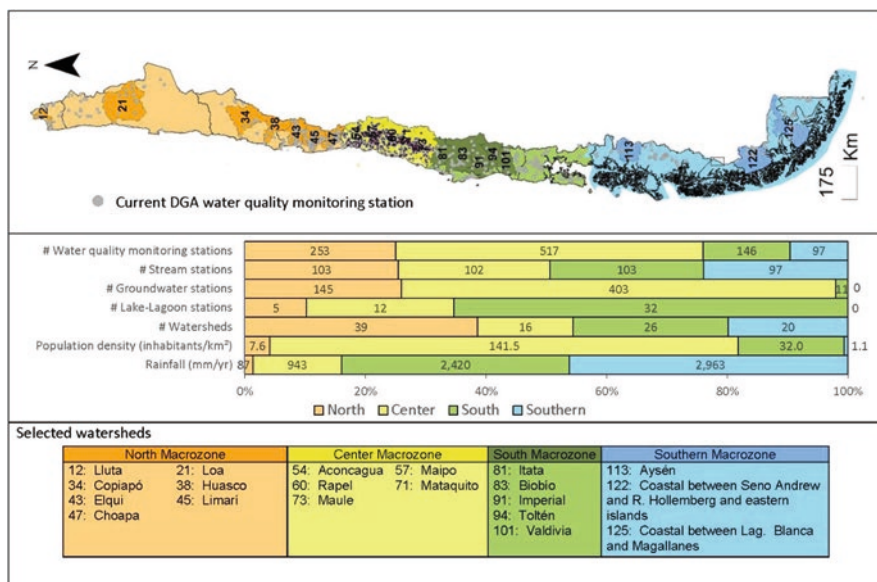 N
12
21
34
38
43
45
47
54
81
83
91
94
101
113
122
125
175 Km
Current DGA water quality monitoring station
# Water quality monitoring stations 253 517 146 97
# Stream stations 103 102 103 97
# Groundwater stations 145 403 11 0
# Lake-Lagoon stations 5 12 32 0
# Watersheds 39 16 26 20
Population density (inhabitants/km²) 7.6 141.5 32.0 1.1
Rainfall (mm/yr) 87 943 2,420 2,963
0% 20% 40% 60% 80% 100%
North Center South Southern
Selected watersheds
North Macrozone
12: Lluta 21: Loa
34: Copiapó 38: Huasco
43: Elqui 45: Limarí
47: Choapa
Center Macrozone
54: Aconcagua 57: Maipo
60: Rapel 71: Mataquito
73: Maule
South Macrozone
81: Itata
83: Biobío
91: Imperial
94: Toltén
101: Valdivia
Southern Macrozone
113: Aysén
122: Coastal between Seno Andrew
and R. Hollemberg and eastern
islands
125: Coastal between Lag. Blanca
and Magallanes